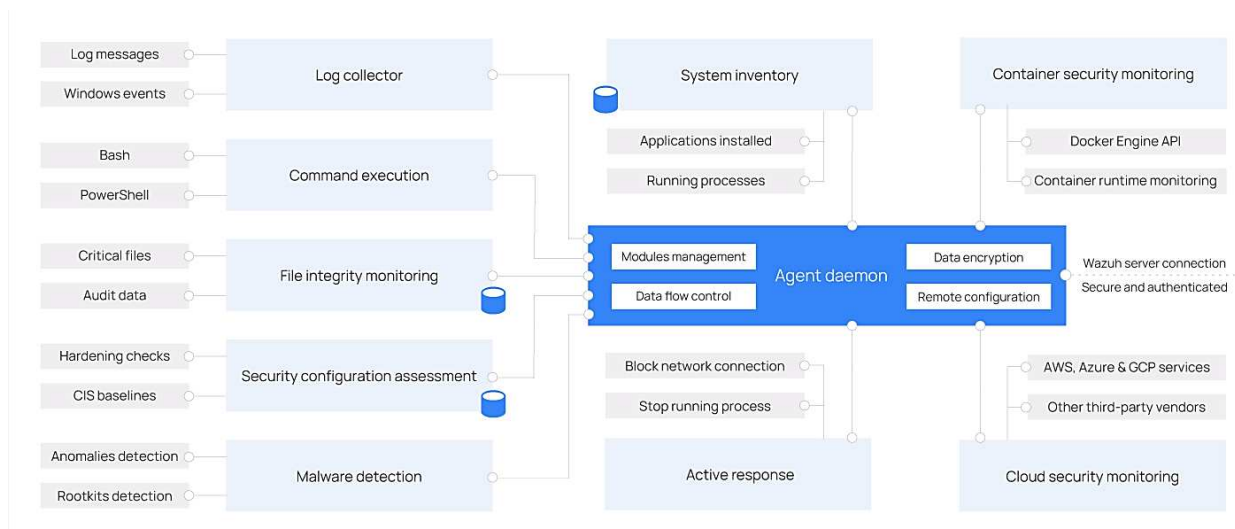 Log messages
Windows events
Log collector
Bash
PowerShell
Command execution
Critical files
Audit data
File integrity monitoring
Hardening checks
CIS baselines
Security configuration assessment
Anomalies detection
Rootkits detection
Malware detection
System inventory
Applications installed
Running processes
Container security monitoring
Docker Engine API
Container runtime monitoring
Modules management
Data flow control
Agent daemon
Data encryption
Remote configuration
Wazuh server connection
Secure and authenticated
Block network connection
Stop running process
Active response
AWS, Azure & GCP services
Other third-party vendors
Cloud security monitoring